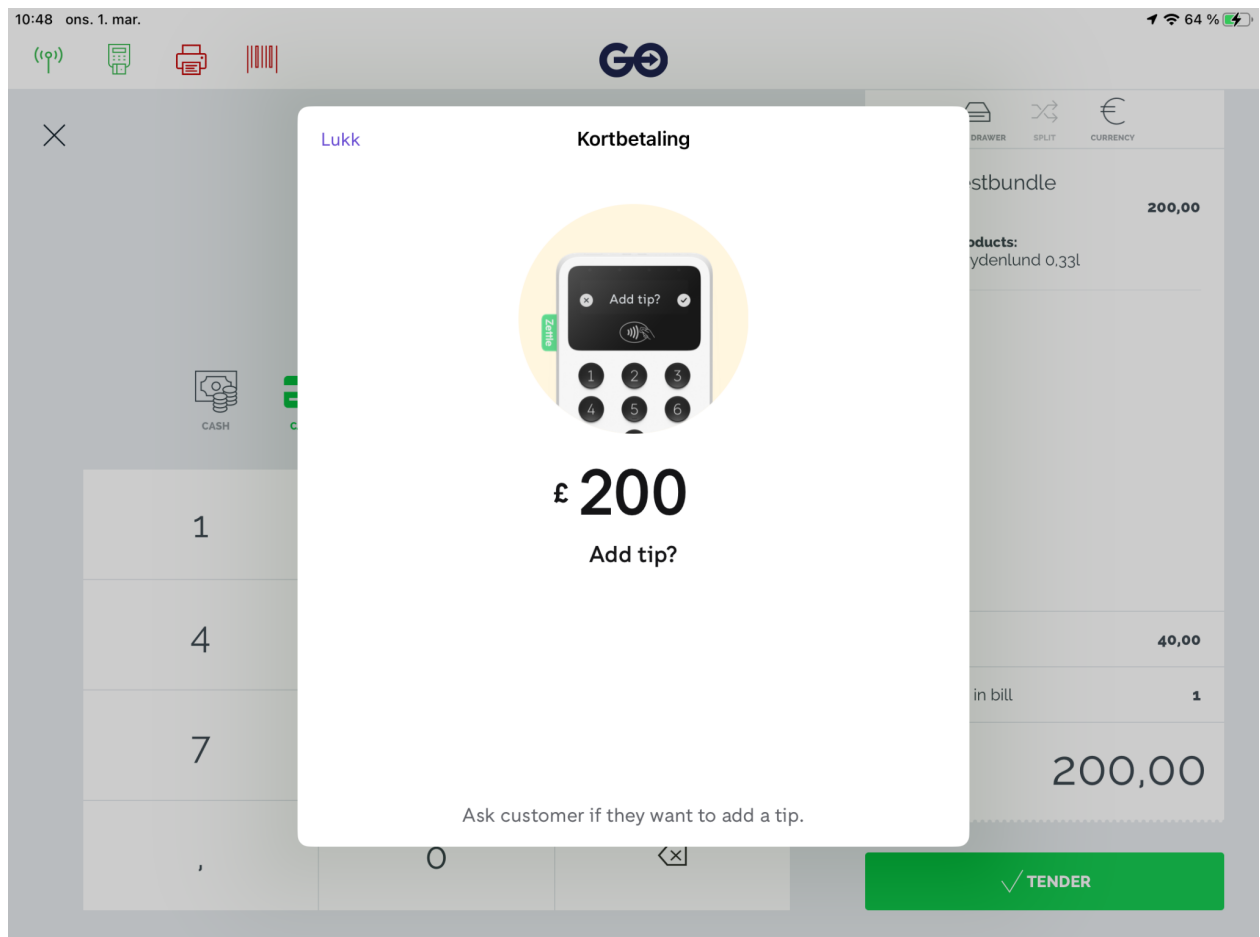 10:48 ons. 1. mar.
64 %
GO
Lukk
Kortbetaling
DRAWER
SPLIT
CURRENCY
Add tip?
Zettle
1 2 3
4 5 6
£ 200
Add tip?
Ask customer if they want to add a tip.
CASH
1
4
7
, 0
stbundle
200,00
oducts:
ydenlund 0,33l
40,00
in bill 1
200,00
TENDER